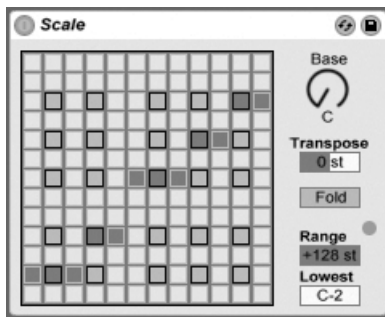 Scale
Base
C
Transpose
0 st
Fold
Range
+128 st
Lowest
C-2